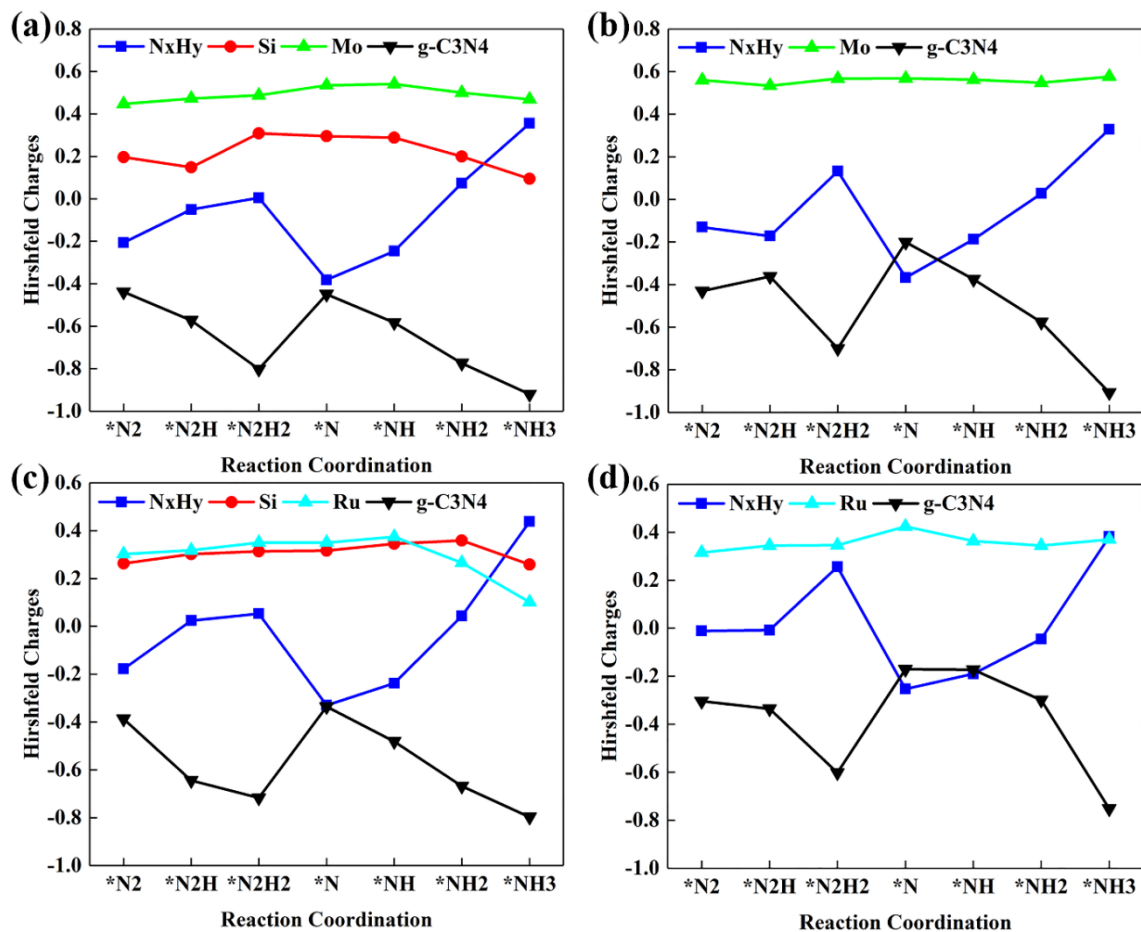 (a)
NxHy Si Mo g-C3N4
0.8
0.6
0.4
0.2
0.0
-0.2
-0.4
-0.6
-0.8
-1.0
Hirshfeld Charges
*N2 *N2H *N2H2 *N *NH *NH2 *NH3
Reaction Coordination
(b)
NxHy Mo g-C3N4
0.8
0.6
0.4
0.2
0.0
-0.2
-0.4
-0.6
-0.8
-1.0
Hirshfeld Charges
*N2 *N2H *N2H2 *N *NH *NH2 *NH3
Reaction Coordination
(c)
NxHy Si Ru g-C3N4
0.6
0.4
0.2
0.0
-0.2
-0.4
-0.6
-0.8
-1.0
Hirshfeld Charges
*N2 *N2H *N2H2 *N *NH *NH2 *NH3
Reaction Coordination
(d)
NxHy Ru g-C3N4
0.6
0.4
0.2
0.0
-0.2
-0.4
-0.6
-0.8
-1.0
Hirshfeld Charges
*N2 *N2H *N2H2 *N *NH *NH2 *NH3
Reaction Coordination